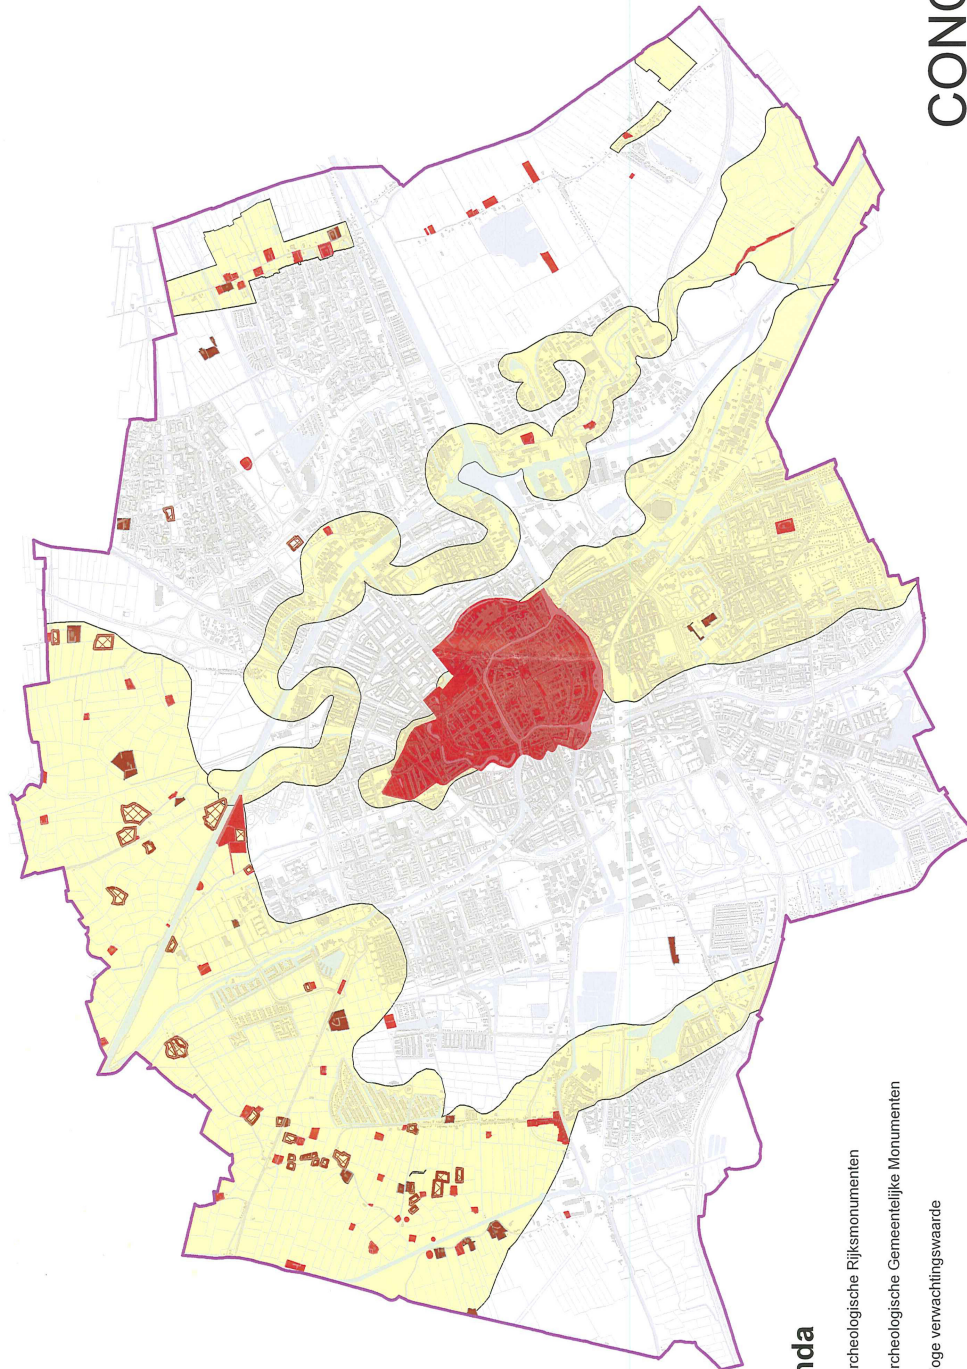 CONC
nda
rcheologische Rijksmonumenten
rcheologische Gemeentelijke Monumenten
oge verwachtingswaarde